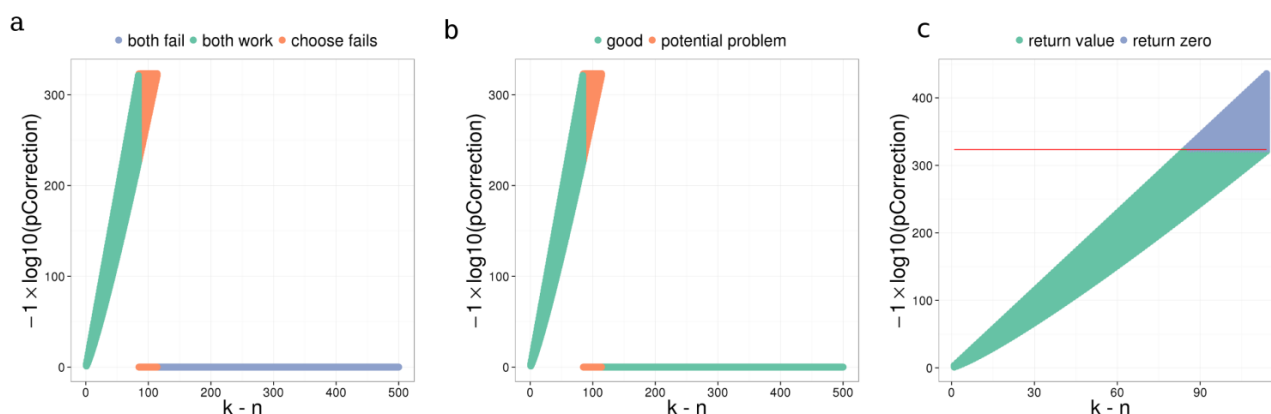 a
both fail both work choose fails
−1 × log10(pCorrection)
300
200
100
0
0 100 200 300 400 500
k - n
b
good potential problem
−1 × log10(pCorrection)
300
200
100
0
0 100 200 300 400 500
k - n
c
return value return zero
−1 × log10(pCorrection)
400
300
200
100
0
0 30 60 90
k - n